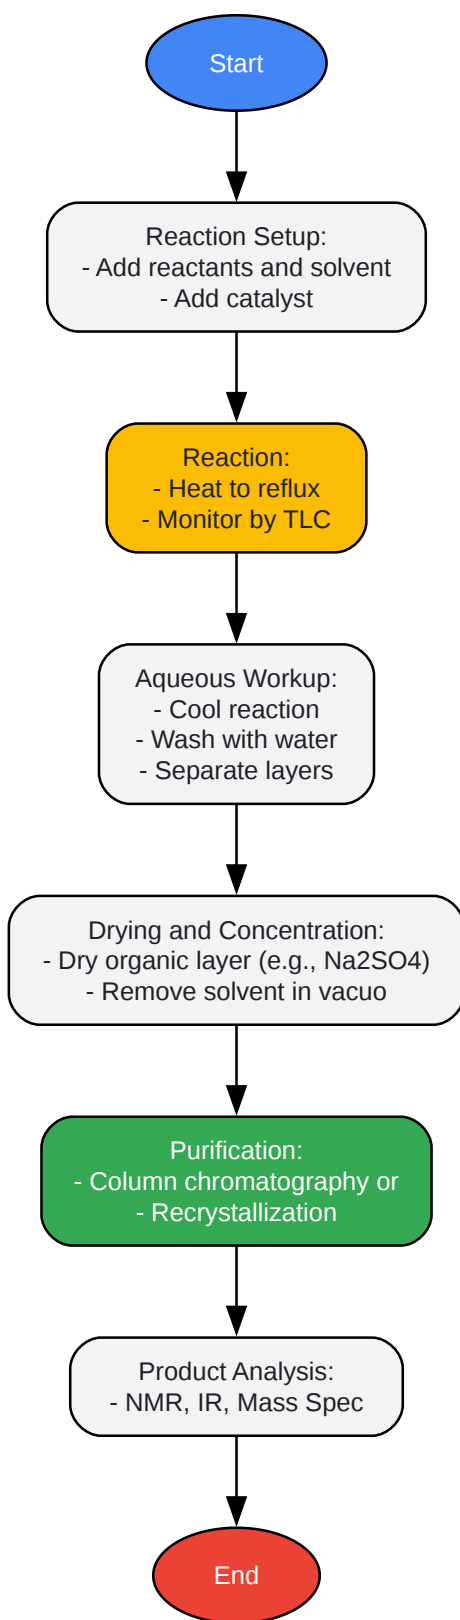 Start
Reaction Setup:
- Add reactants and solvent
- Add catalyst
Reaction:
- Heat to reflux
- Monitor by TLC
Aqueous Workup:
- Cool reaction
- Wash with water
- Separate layers
Drying and Concentration:
- Dry organic layer (e.g., Na2SO4)
- Remove solvent in vacuo
Purification:
- Column chromatography or
- Recrystallization
Product Analysis:
- NMR, IR, Mass Spec
End